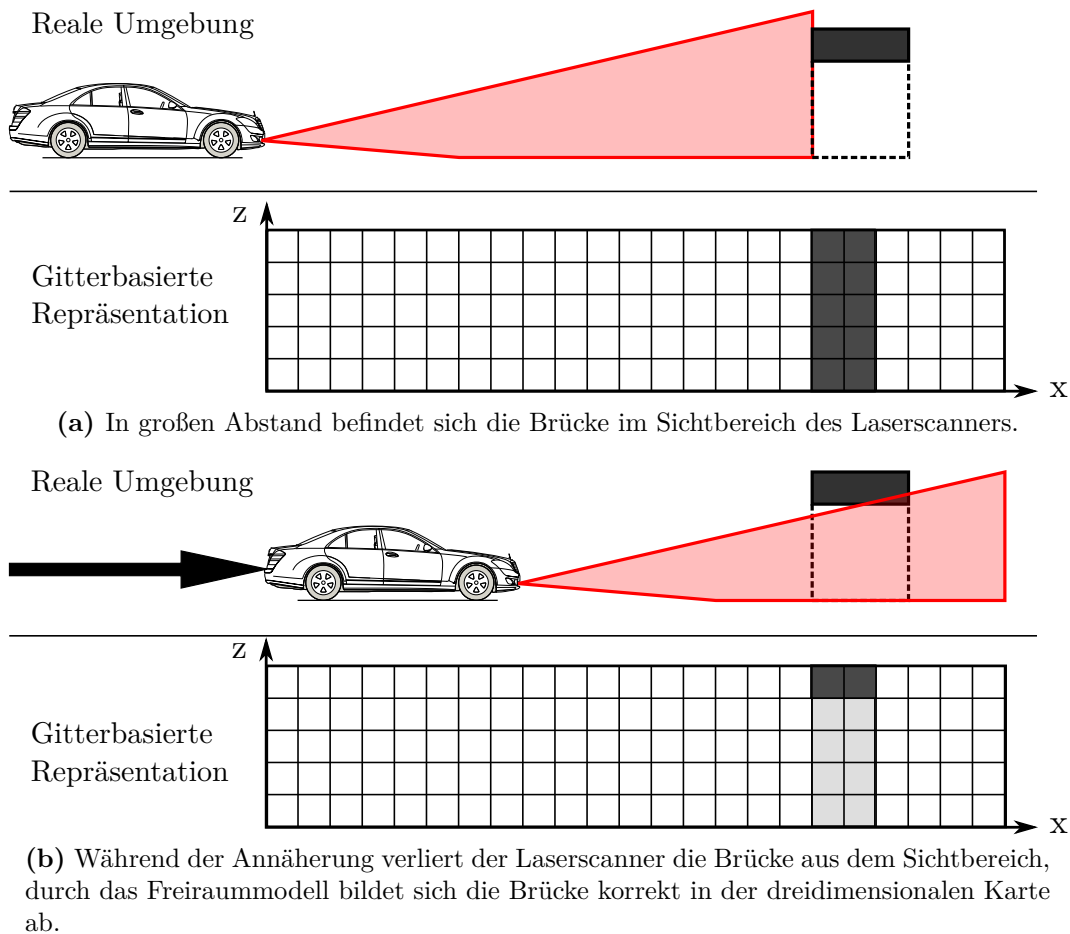 Reale Umgebung
z
Gitterbasierte
Repräsentation
x
(a) In großen Abstand befindet sich die Brücke im Sichtbereich des Laserscanners.
Reale Umgebung
z
Gitterbasierte
Repräsentation
x
(b) Während der Annäherung verliert der Laserscanner die Brücke aus dem Sichtbereich,
durch das Freiraummodell bildet sich die Brücke korrekt in der dreidimensionalen Karte
ab.